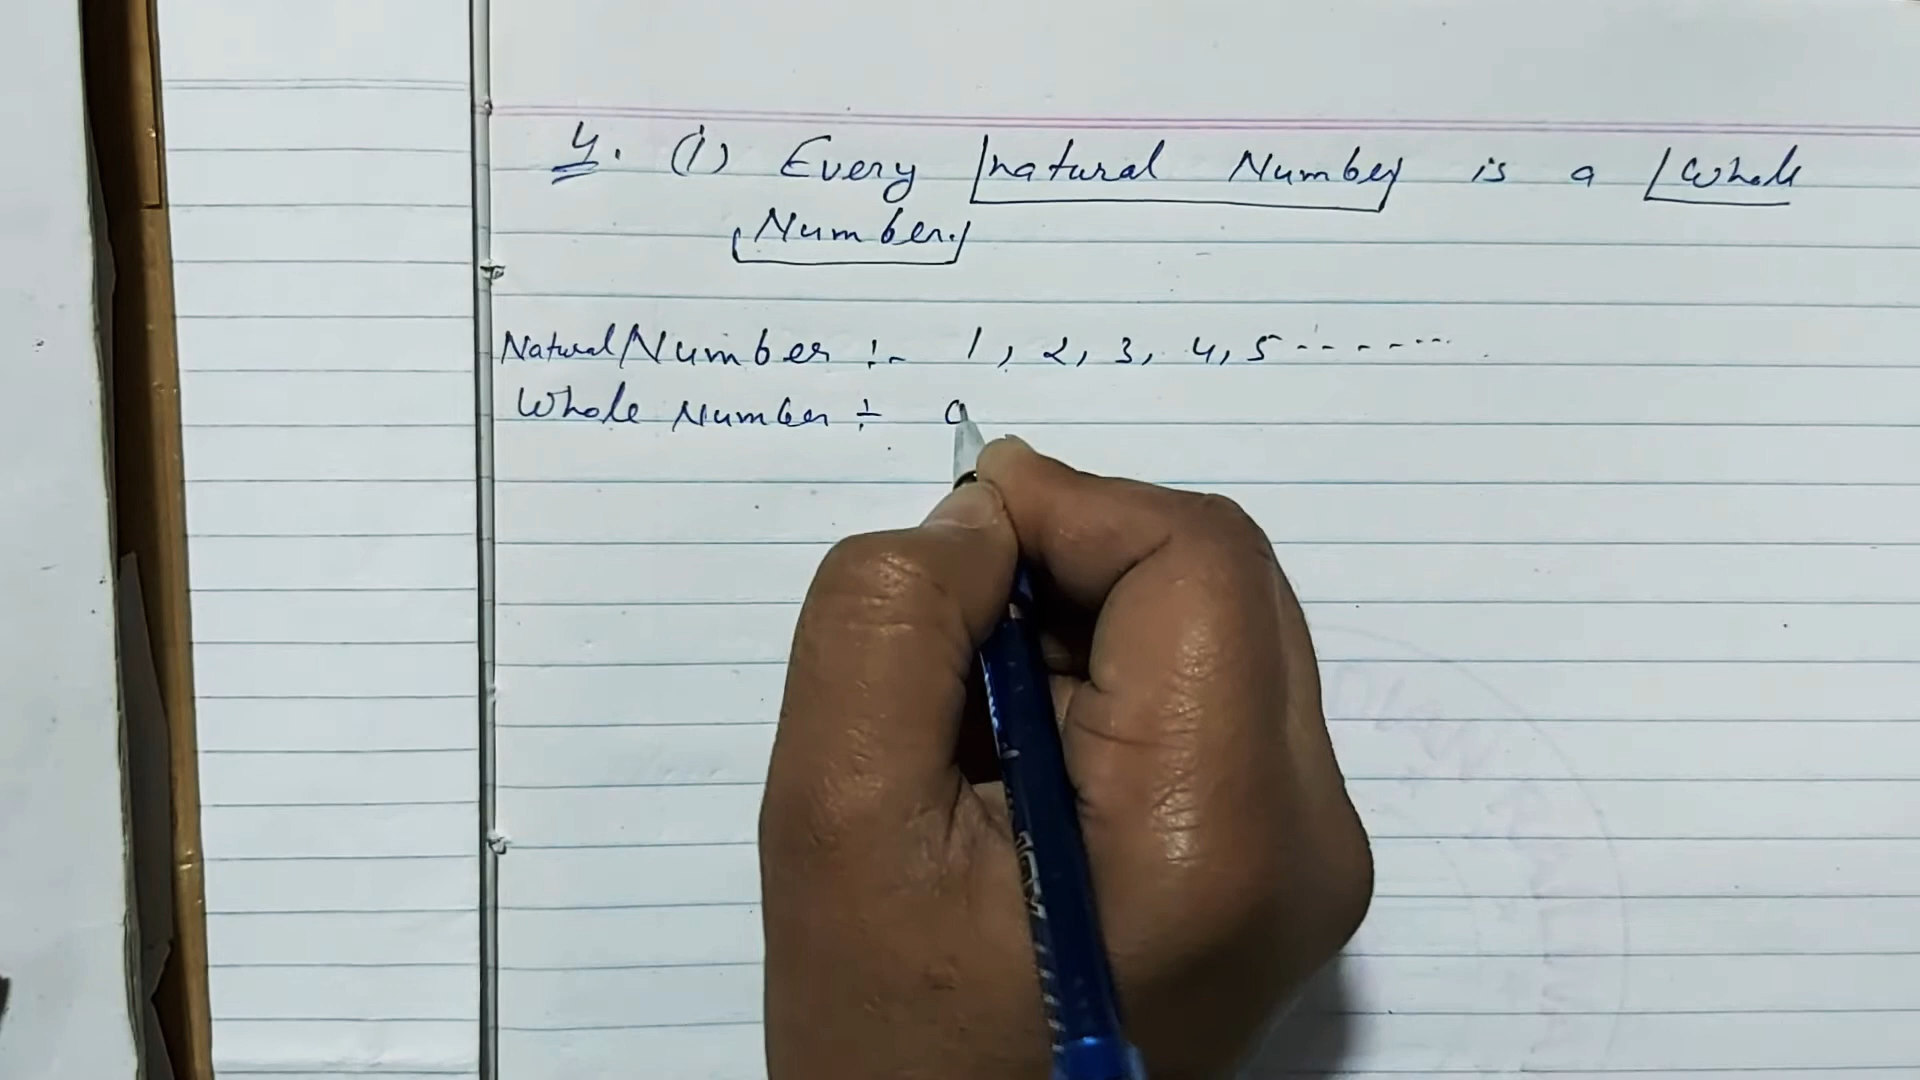 4. (i) Every natural Number is a Whole
Number.
Natural Number :- 1, 2, 3, 4, 5 - - - - - - -
Whole Number ÷ 0